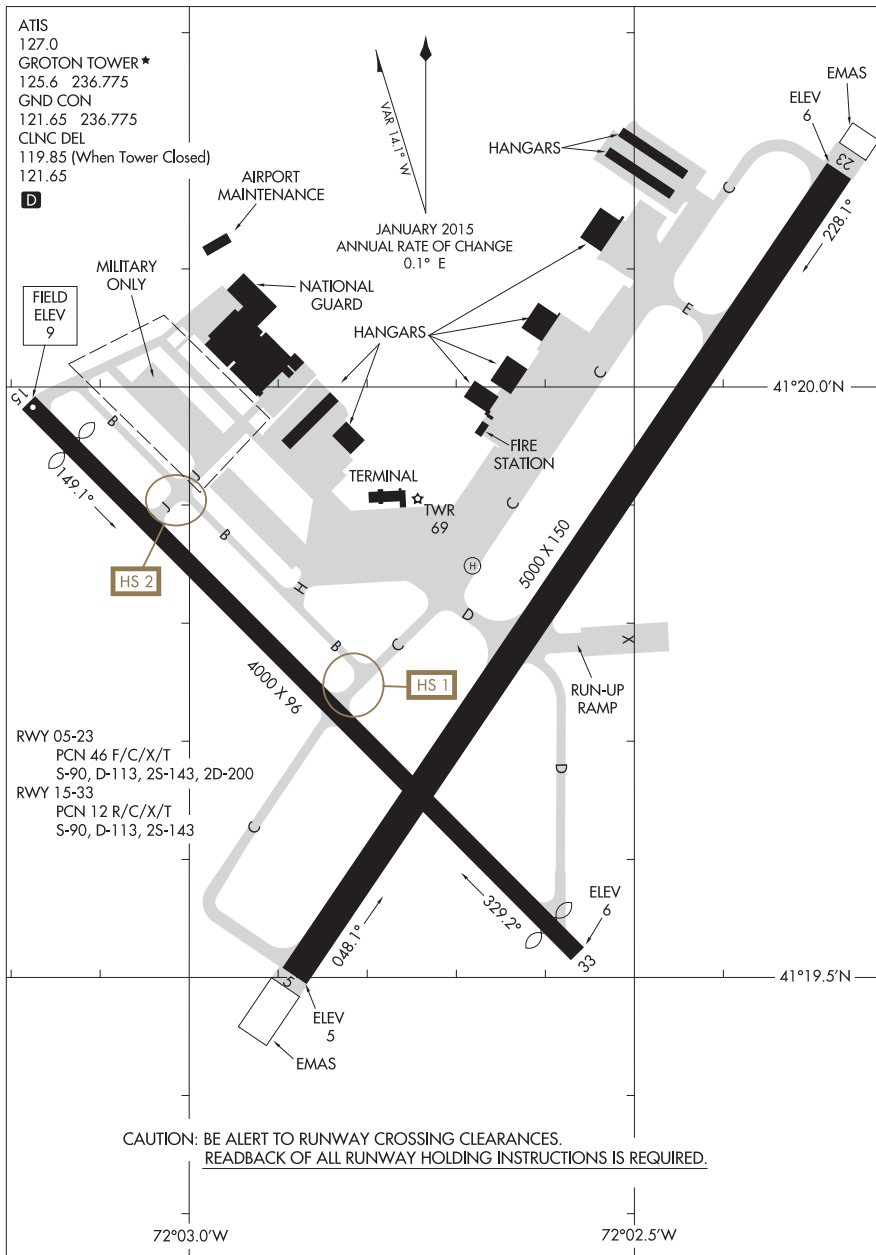 ATIS
127.0
GROTON TOWER★
125.6 236.775
GND CON
121.65 236.775
CLNC DEL
119.85 (When Tower Closed)
121.65
D
VAR 14.1° W
JANUARY 2015
ANNUAL RATE OF CHANGE
0.1° E
EMAS
ELEV
6
23
HANGARS
C
228.1°
AIRPORT
MAINTENANCE
MILITARY
ONLY
NATIONAL
GUARD
FIELD
ELEV
9
HANGARS
E
C
41°20.0'N
15
B
149.1°
J
J
B
HS 2
FIRE
STATION
TERMINAL
TWR
69
C
H
5000 X 150
H
D
B
C
X
RUN-UP
RAMP
HS 1
4000 X 96
RWY 05-23
PCN 46 F/C/X/T
S-90, D-113, 2S-143, 2D-200
RWY 15-33
PCN 12 R/C/X/T
S-90, D-113, 2S-143
C
D
329.2°
ELEV
6
33
048.1°
5
ELEV
5
EMAS
41°19.5'N
CAUTION: BE ALERT TO RUNWAY CROSSING CLEARANCES.
READBACK OF ALL RUNWAY HOLDING INSTRUCTIONS IS REQUIRED.
72°03.0'W
72°02.5'W